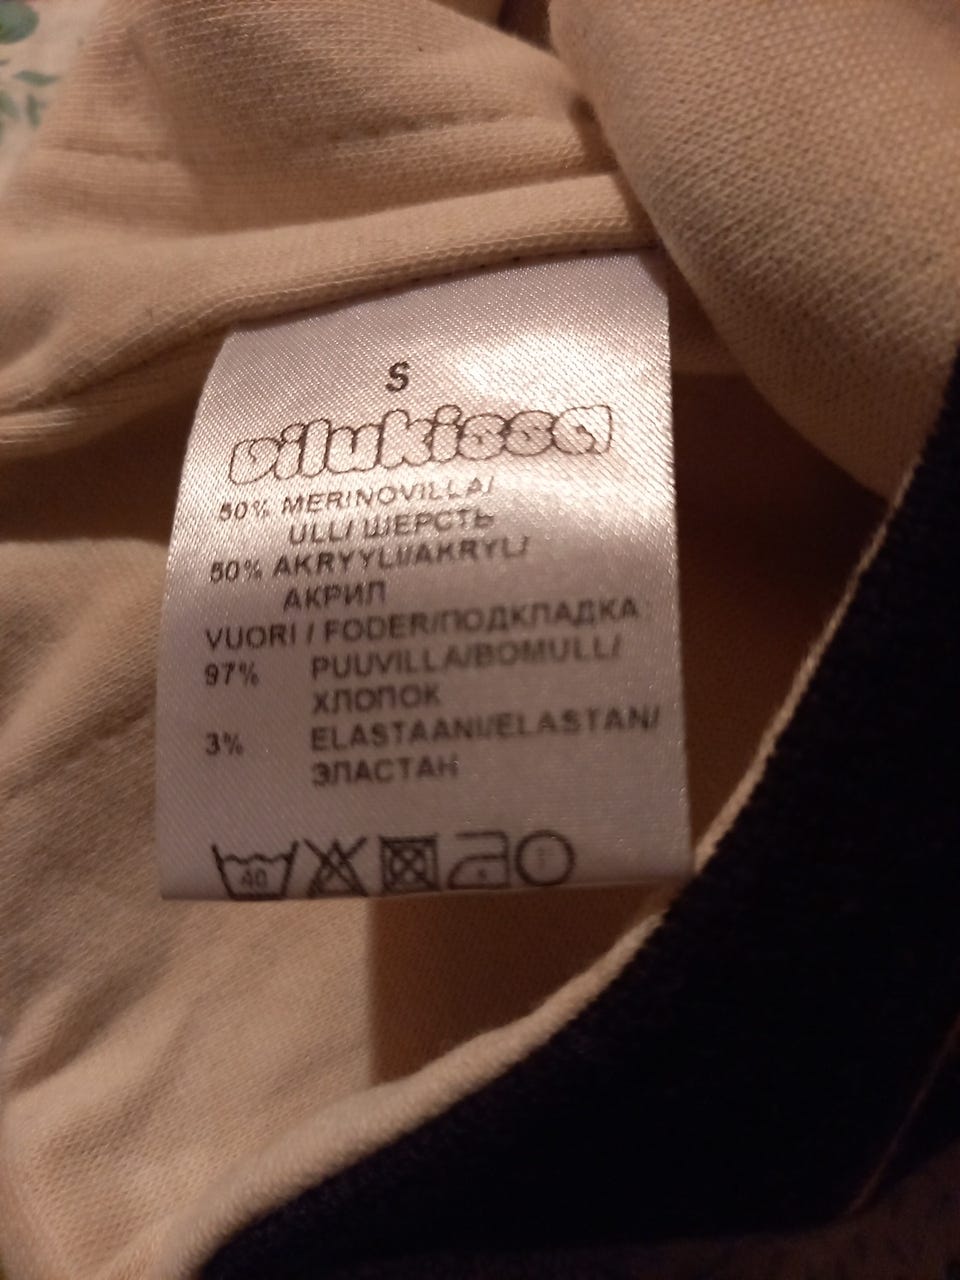 S
vilukissa
50% MERINOVILLA/
ULL/ ШЕРСТЬ
50% AKRYYLI/AKRYL/
АКРИЛ
VUORI / FODER/ПОДКЛАДКА
97% PUUVILLA/BOMULL/
ХЛОПОК
3% ELASTAANI/ELASTAN/
ЭЛАСТАН
40